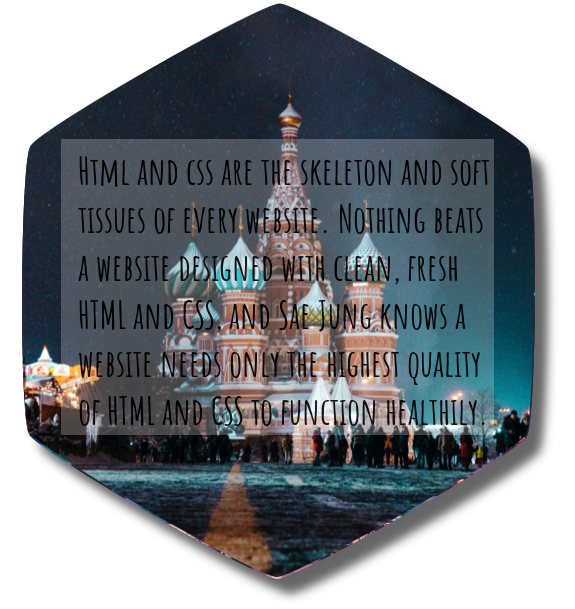 Html and css are the skeleton and soft
tissues of every website. Nothing beats
a website designed with clean, fresh
HTML and CSS, and Sae Jung knows a
website needs only the highest quality
of HTML and CSS to function healthily.